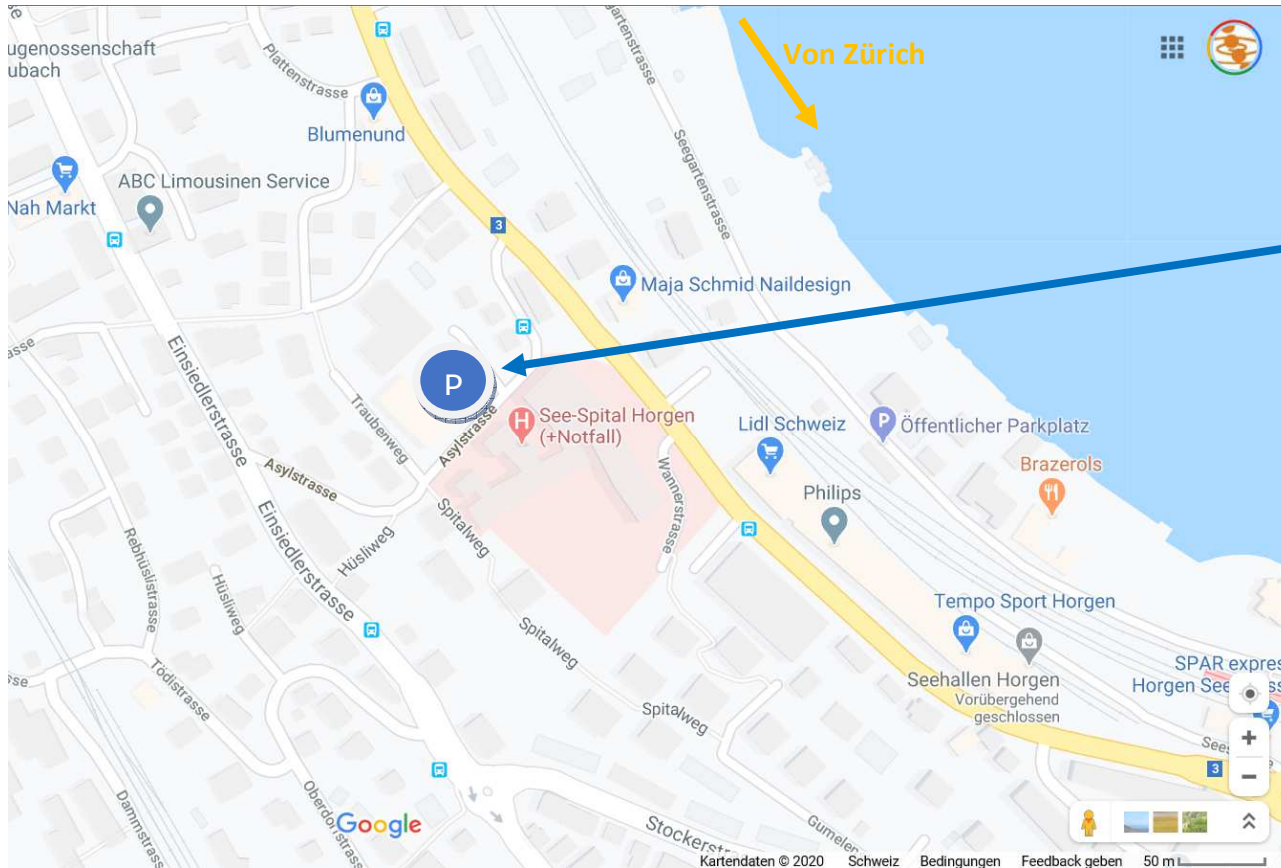 ugenossenschaft
ubach
Plattenstrasse
Blumenund
ABC Limousinen Service
Nah Markt
3
Seegartenstrasse
Von Zürich
Maja Schmid Naildesign
Einsiedlerstrasse
Traubenweg
P
Asylstrasse
H
See-Spital Horgen
(+Notfall)
Lidl Schweiz
P
Öffentlicher Parkplatz
Brazerols
Philips
Wannerstrasse
Asylstrasse
Spitalweg
Einsiedlerstrasse
Hüsliweg
Rebhüslistrasse
Hüsliweg
Tempo Sport Horgen
Spitalweg
Tödistrasse
Seehallen Horgen
Vorübergehend
geschlossen
SPAR expres
Horgen See
Spitalweg
3
Oberdorfstrasse
Dammstrasse
Google
Stockerstr
Gumelen
Kartendaten © 2020 Schweiz Bedingungen Feedback geben 50 m